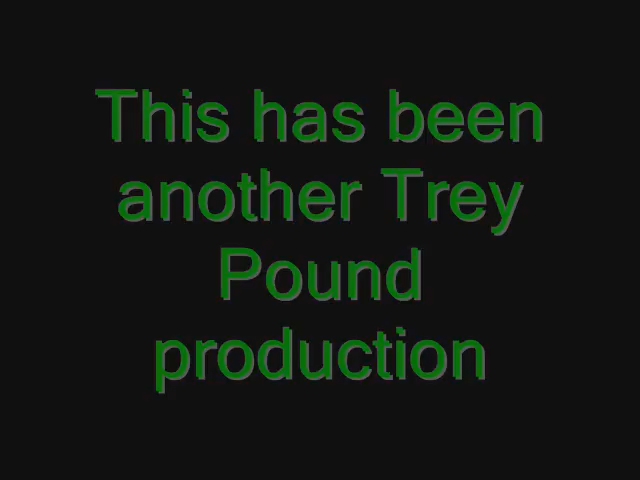 This has been
another Trey
Pound
production